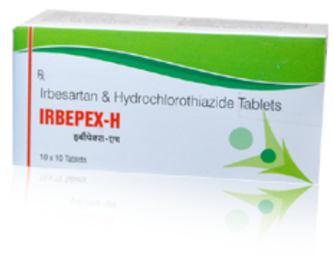 ℞
Irbesartan & Hydrochlorothiazide Tablets
IRBEPEX-H
इर्बीपेक्स-एच
10 x 10 Tablets